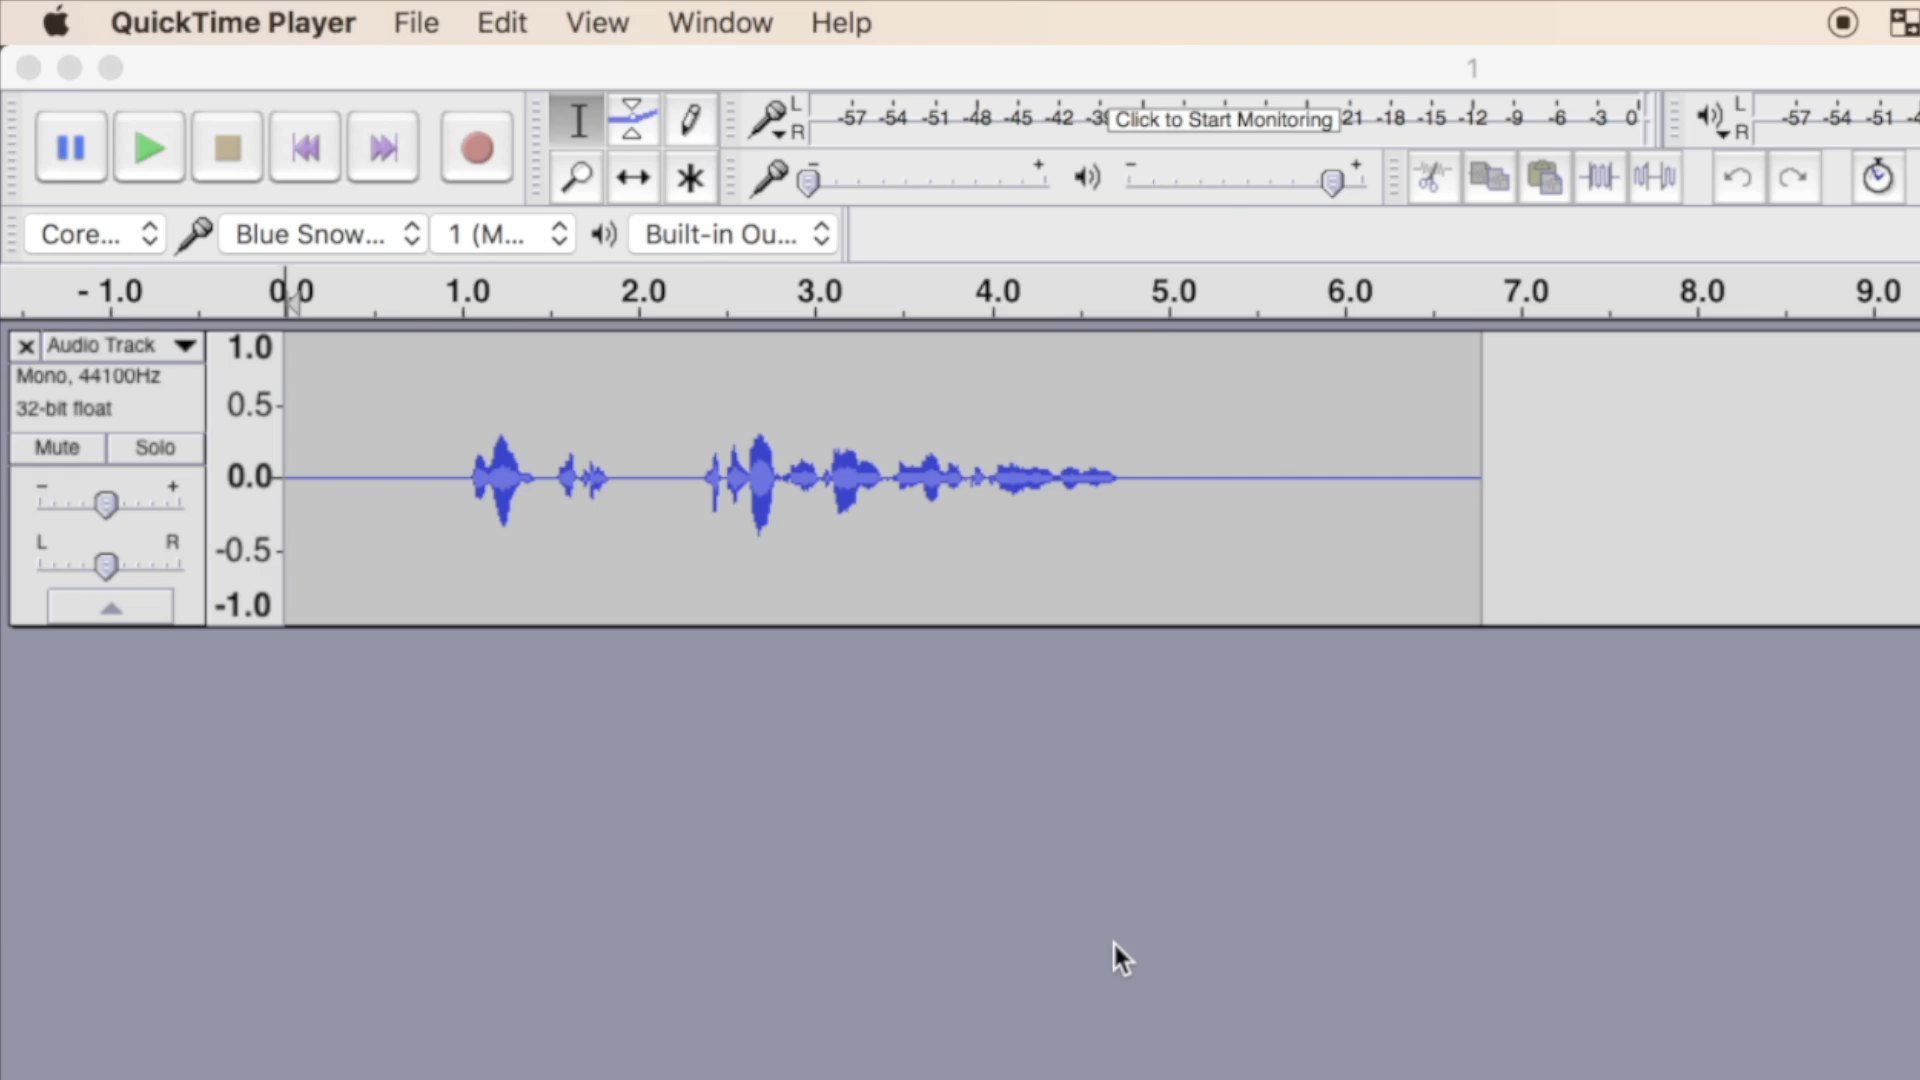 QuickTime Player File Edit View Window Help
1
L -57 -54 -51 -48 -45 -42 Click to Start Monitoring 21 -18 -15 -12 -9 -6 -3 0 L -57 -54 -51
R R
- + - +
Core... Blue Snow... 1 (M... Built-in Ou...
- 1.0 0.0 1.0 2.0 3.0 4.0 5.0 6.0 7.0 8.0 9.0
Audio Track 1.0
Mono, 44100Hz
32-bit float 0.5
Mute Solo
0.0
- +
L R
-0.5
-1.0